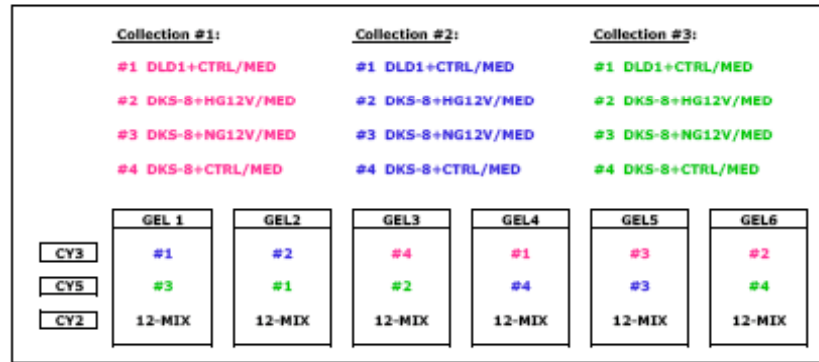 Collection #1: Collection #2: Collection #3:
#1 DLD1+CTRL/MED #1 DLD1+CTRL/MED #1 DLD1+CTRL/MED
#2 DKS-8+HG12V/MED #2 DKS-8+HG12V/MED #2 DKS-8+HG12V/MED
#3 DKS-8+NG12V/MED #3 DKS-8+NG12V/MED #3 DKS-8+NG12V/MED
#4 DKS-8+CTRL/MED #4 DKS-8+CTRL/MED #4 DKS-8+CTRL/MED
GEL 1 GEL2 GEL3 GEL4 GEL5 GEL6
CY3 #1 #2 #4 #1 #3 #2
CY5 #3 #1 #2 #4 #3 #4
CY2 12-MIX 12-MIX 12-MIX 12-MIX 12-MIX 12-MIX